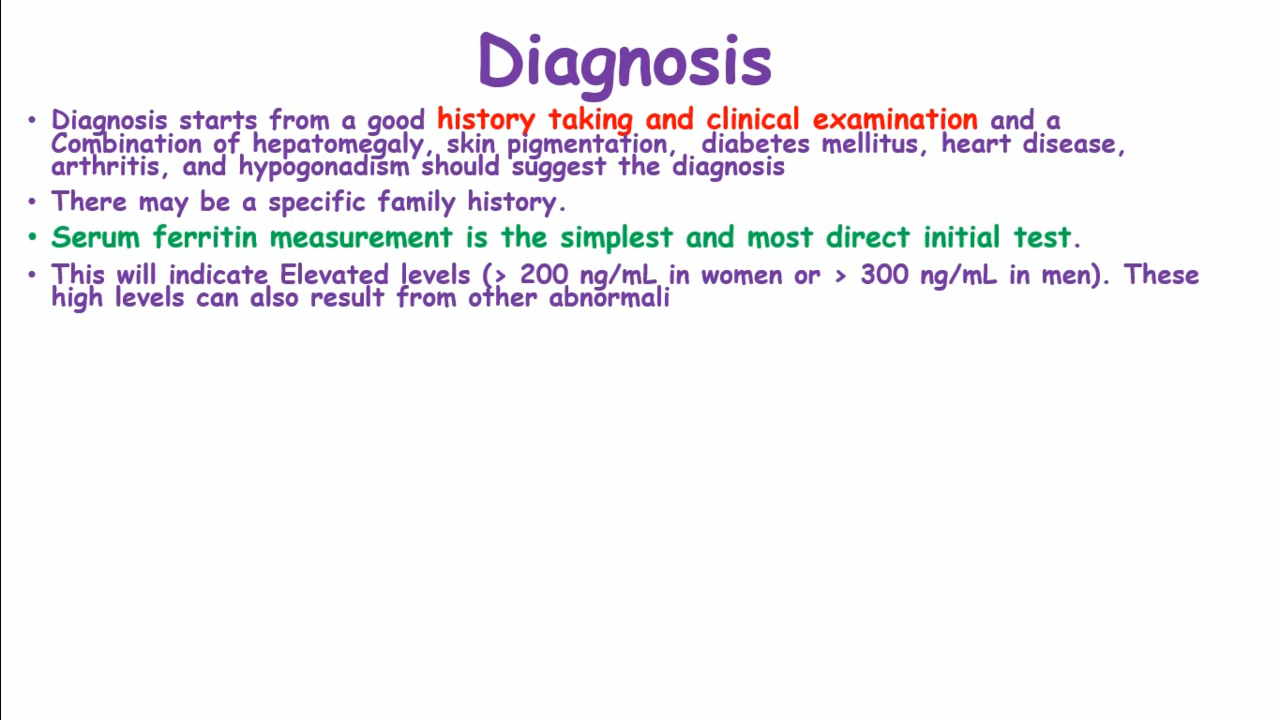 Diagnosis
• Diagnosis starts from a good history taking and clinical examination and a
Combination of hepatomegaly, skin pigmentation,  diabetes mellitus, heart disease,
arthritis, and hypogonadism should suggest the diagnosis
• There may be a specific family history.
• Serum ferritin measurement is the simplest and most direct initial test.
• This will indicate Elevated levels (> 200 ng/mL in women or > 300 ng/mL in men). These
high levels can also result from other abnormali